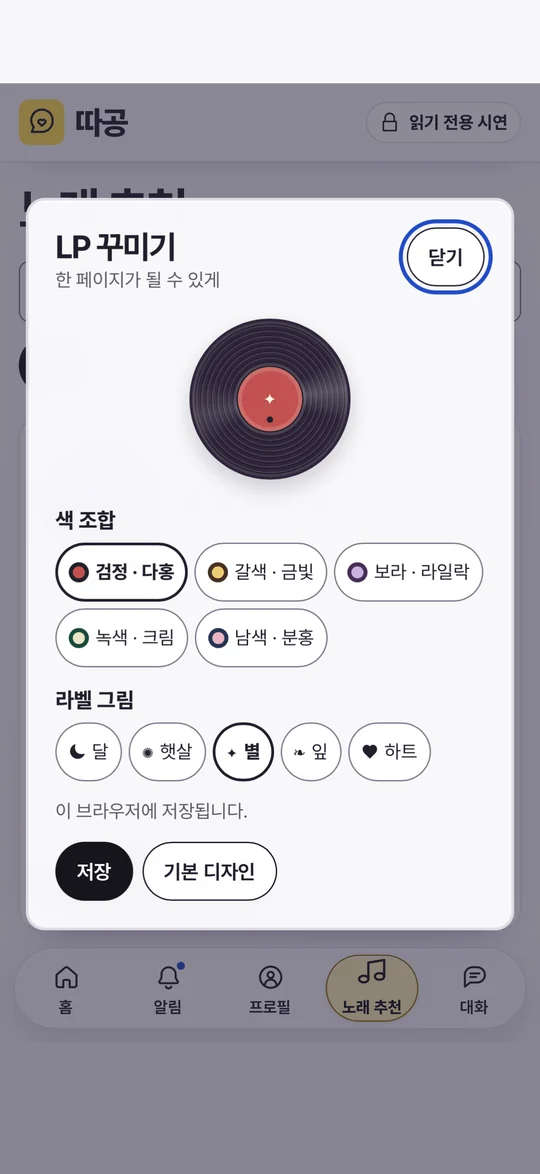 따공
읽기 전용 시연
LP 꾸미기
닫기
한 페이지가 될 수 있게
색 조합
검정 · 다홍
갈색 · 금빛
보라 · 라일락
녹색 · 크림
남색 · 분홍
라벨 그림
달
햇살
별
잎
하트
이 브라우저에 저장됩니다.
저장
기본 디자인
홈
알림
프로필
노래 추천
대화